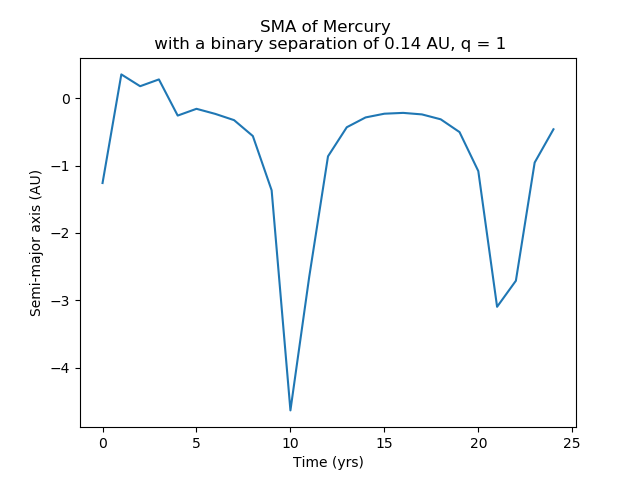 SMA of Mercury
with a binary separation of 0.14 AU, q = 1
0
−1
−2
−3
−4
Semi-major axis (AU)
0 5 10 15 20 25
Time (yrs)